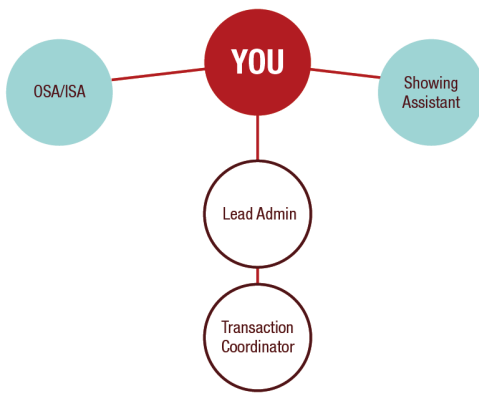 YOU
OSA/ISA
Showing
Assistant
Lead Admin
Transaction
Coordinator